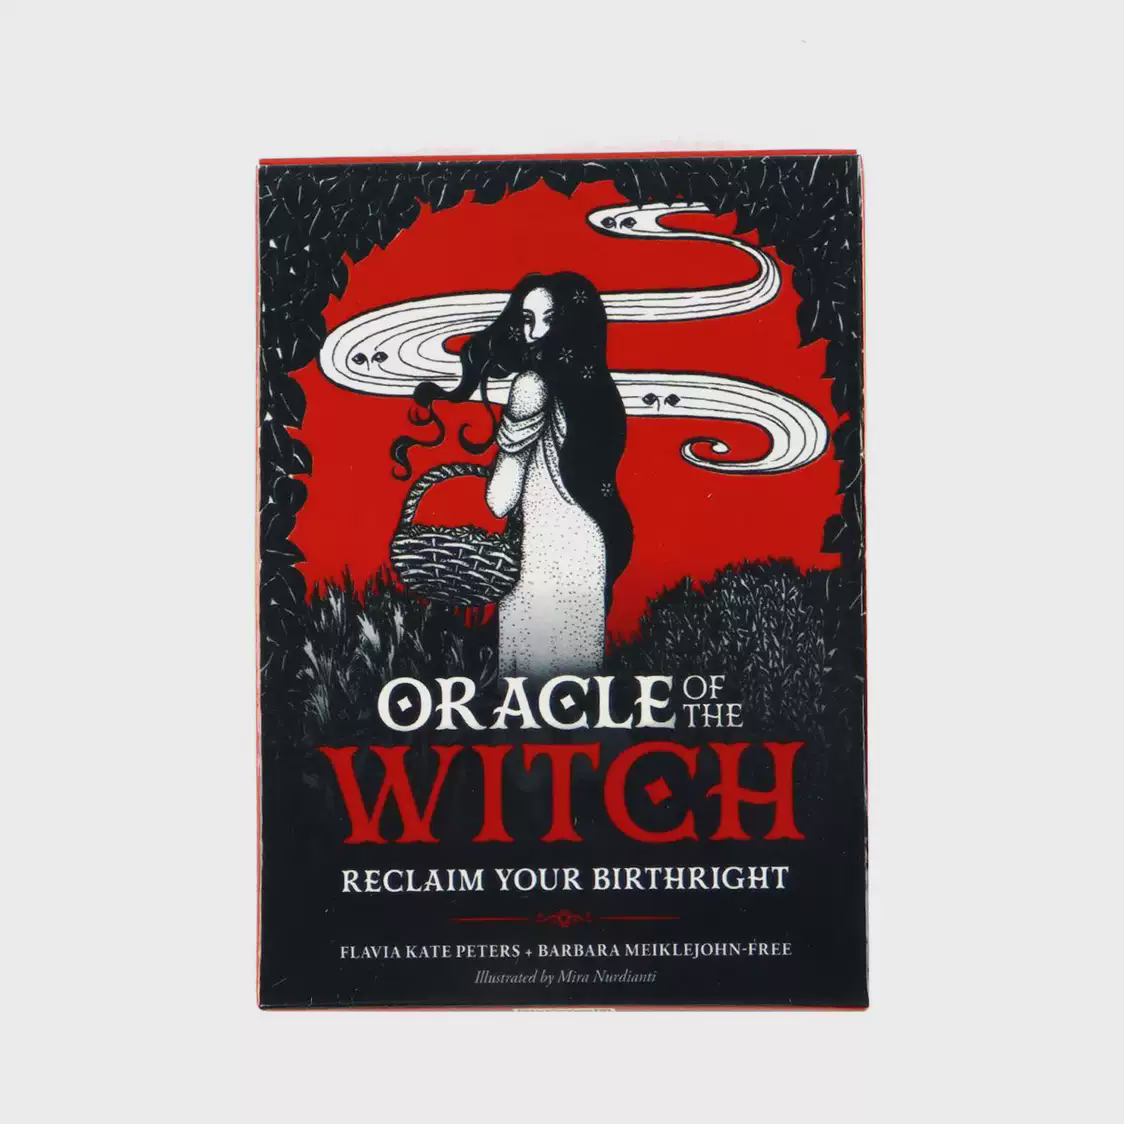 ORACLE OF THE
WITCH
RECLAIM YOUR BIRTHRIGHT
FLAVIA KATE PETERS + BARBARA MEIKLEJOHN-FREE
Illustrated by Mira Nurdianti